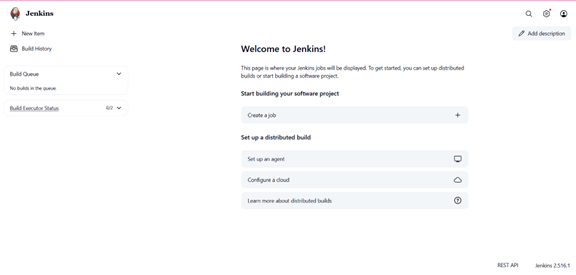 Jenkins
New Item
Build History
Add description
Build Queue
No builds in the queue.
Build Executor Status
0/2
Welcome to Jenkins!
This page is where your Jenkins jobs will be displayed. To get started, you can set up distributed
builds or start building a software project.
Start building your software project
Create a job
Set up a distributed build
Set up an agent
Configure a cloud
Learn more about distributed builds
REST API
Jenkins 2.516.1